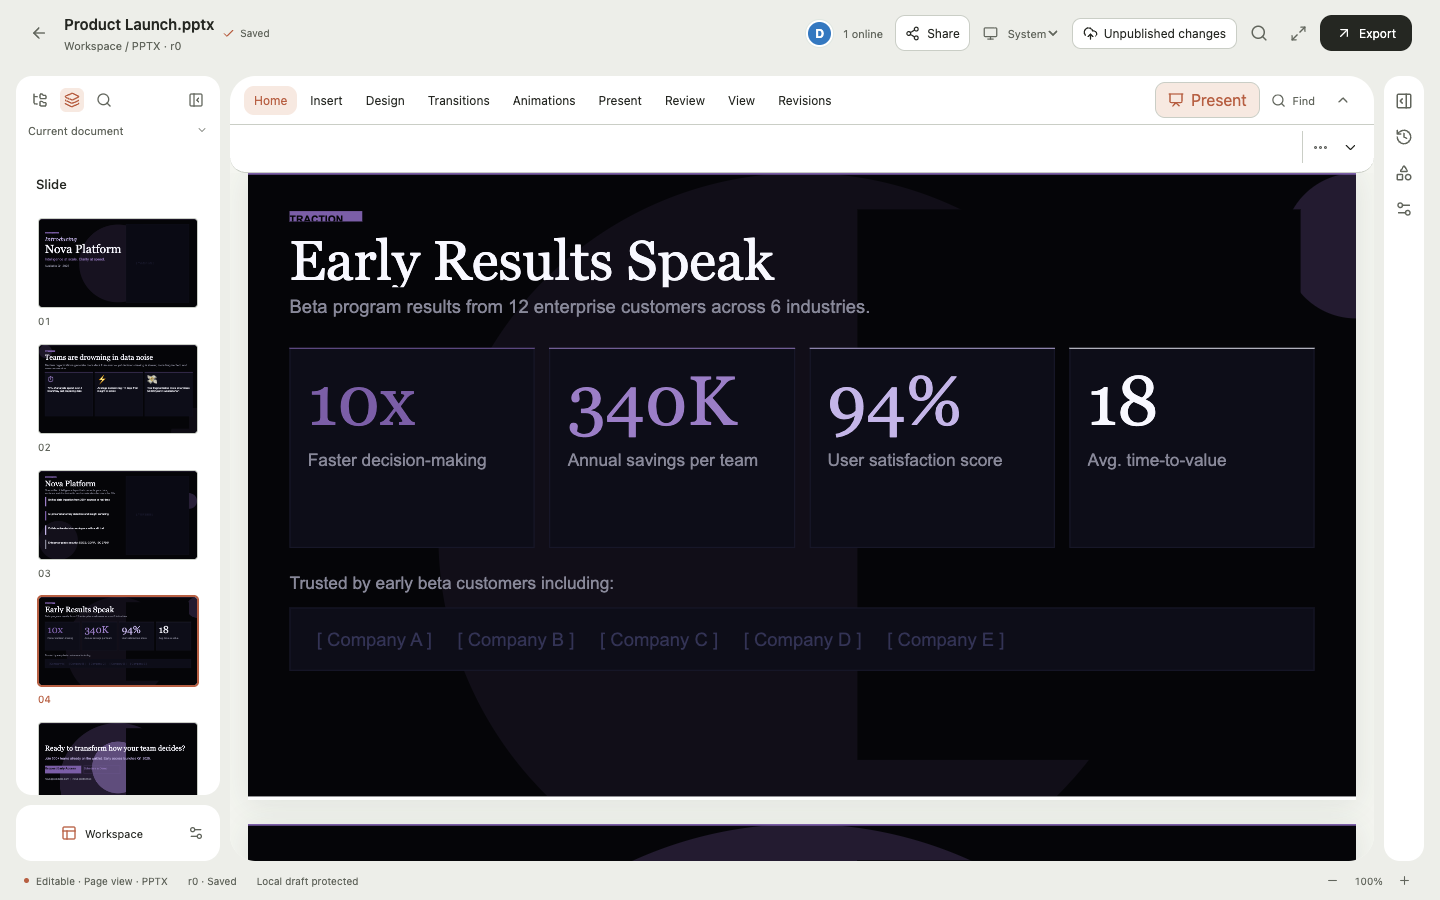 Product Launch.pptx
Saved
Workspace / PPTX · r0
D
1 online
Share
System
Unpublished changes
Export
Home
Insert
Design
Transitions
Animations
Present
Review
View
Revisions
Present
Find
Current document
Slide
Introducing
Nova Platform
01
Teams are drowning in data noise
02
Nova Platform
03
Early Results Speak
10x
340K
94%
18
04
Ready to transform how your team decides?
Workspace
TRACTION
Early Results Speak
Beta program results from 12 enterprise customers across 6 industries.
10x
Faster decision-making
340K
Annual savings per team
94%
User satisfaction score
18
Avg. time-to-value
Trusted by early beta customers including:
[ Company A ] [ Company B ] [ Company C ] [ Company D ] [ Company E ]
Editable · Page view · PPTX
r0 · Saved
Local draft protected
100%